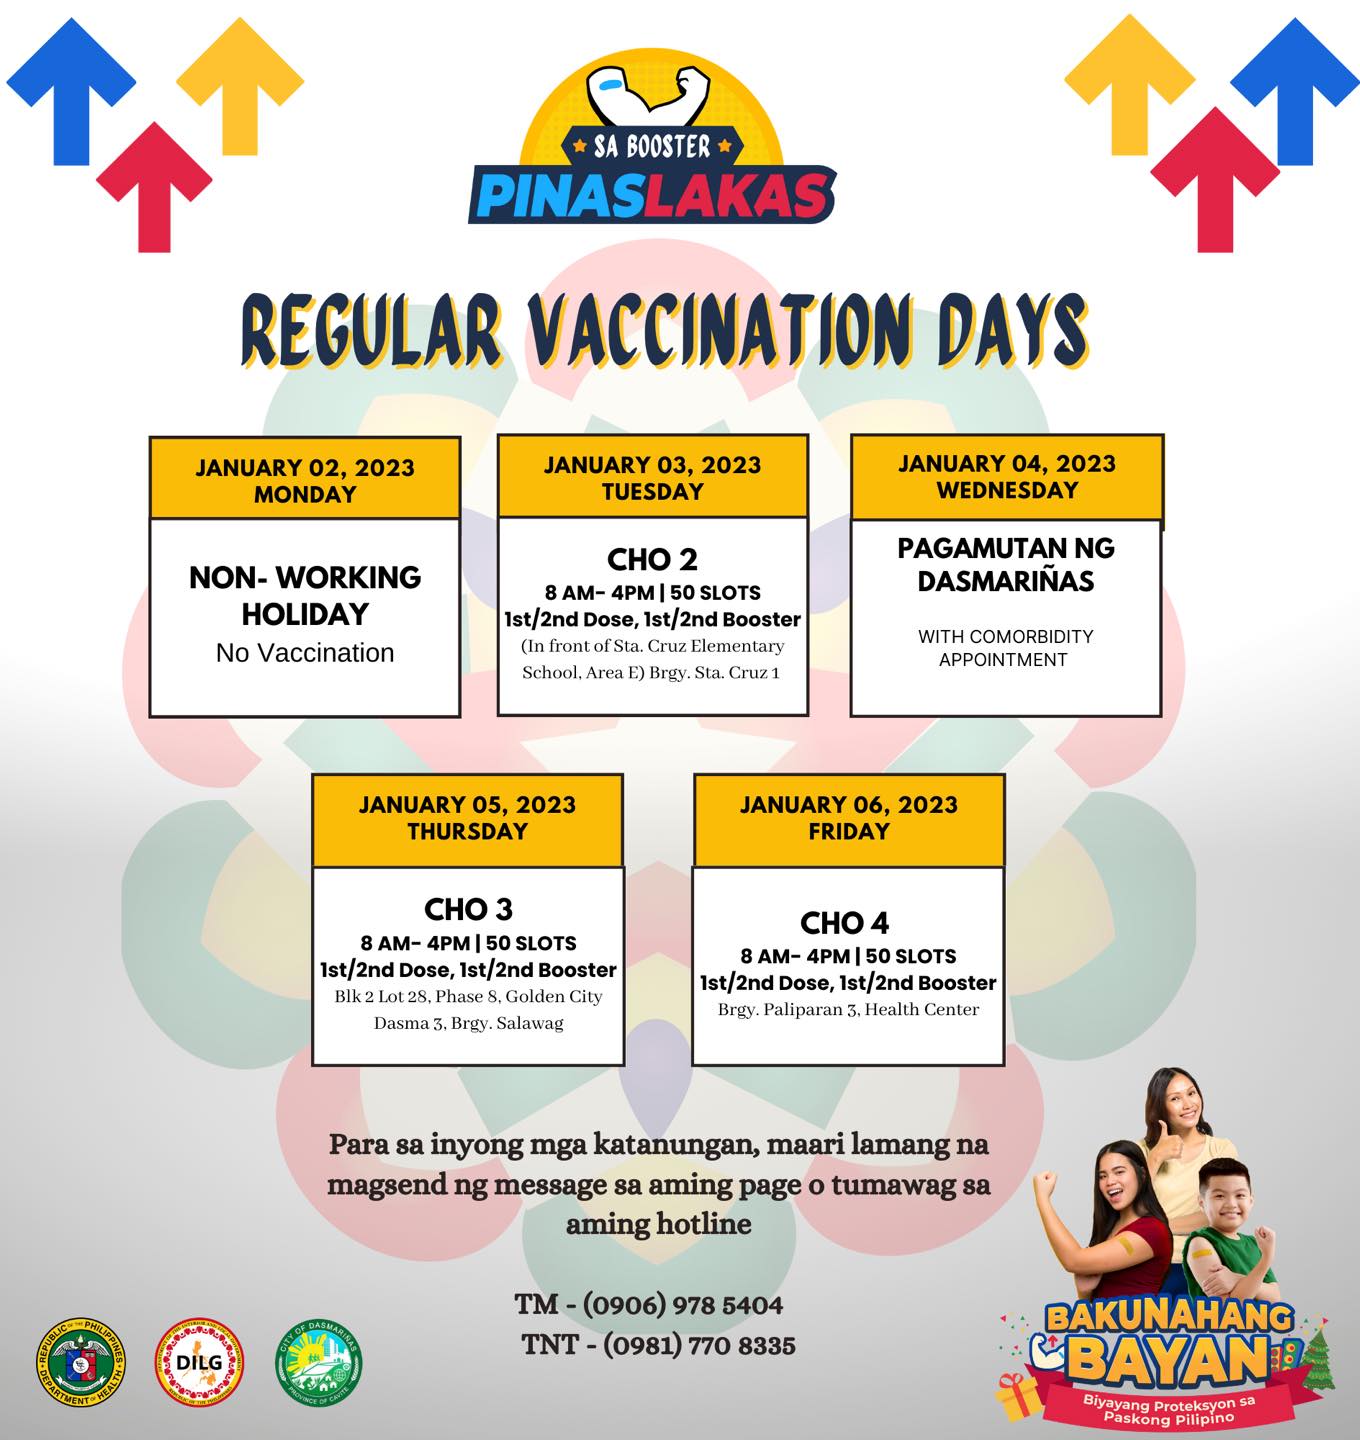 SA BOOSTER
PINASLAKAS
REGULAR VACCINATION DAYS
JANUARY 02, 2023
MONDAY
NON- WORKING
HOLIDAY
No Vaccination
JANUARY 03, 2023
TUESDAY
CHO 2
8 AM- 4PM | 50 SLOTS
1st/2nd Dose, 1st/2nd Booster
(In front of Sta. Cruz Elementary
School, Area E) Brgy. Sta. Cruz 1
JANUARY 04, 2023
WEDNESDAY
PAGAMUTAN NG
DASMARIÑAS
WITH COMORBIDITY
APPOINTMENT
JANUARY 05, 2023
THURSDAY
CHO 3
8 AM- 4PM | 50 SLOTS
1st/2nd Dose, 1st/2nd Booster
Blk 2 Lot 28, Phase 8, Golden City
Dasma 3, Brgy. Salawag
JANUARY 06, 2023
FRIDAY
CHO 4
8 AM- 4PM | 50 SLOTS
1st/2nd Dose, 1st/2nd Booster
Brgy. Paliparan 3, Health Center
Para sa inyong mga katanungan, maari lamang na
magsend ng message sa aming page o tumawag sa
aming hotline
TM - (0906) 978 5404
TNT - (0981) 770 8335
REPUBLIC OF THE PHILIPPINES
DEPARTMENT OF HEALTH
DILG
CITY OF DASMARIÑAS
PROVINCE OF CAVITE
BAKUNAHANG
BAYAN
Biyayang Proteksyon sa
Paskong Pilipino